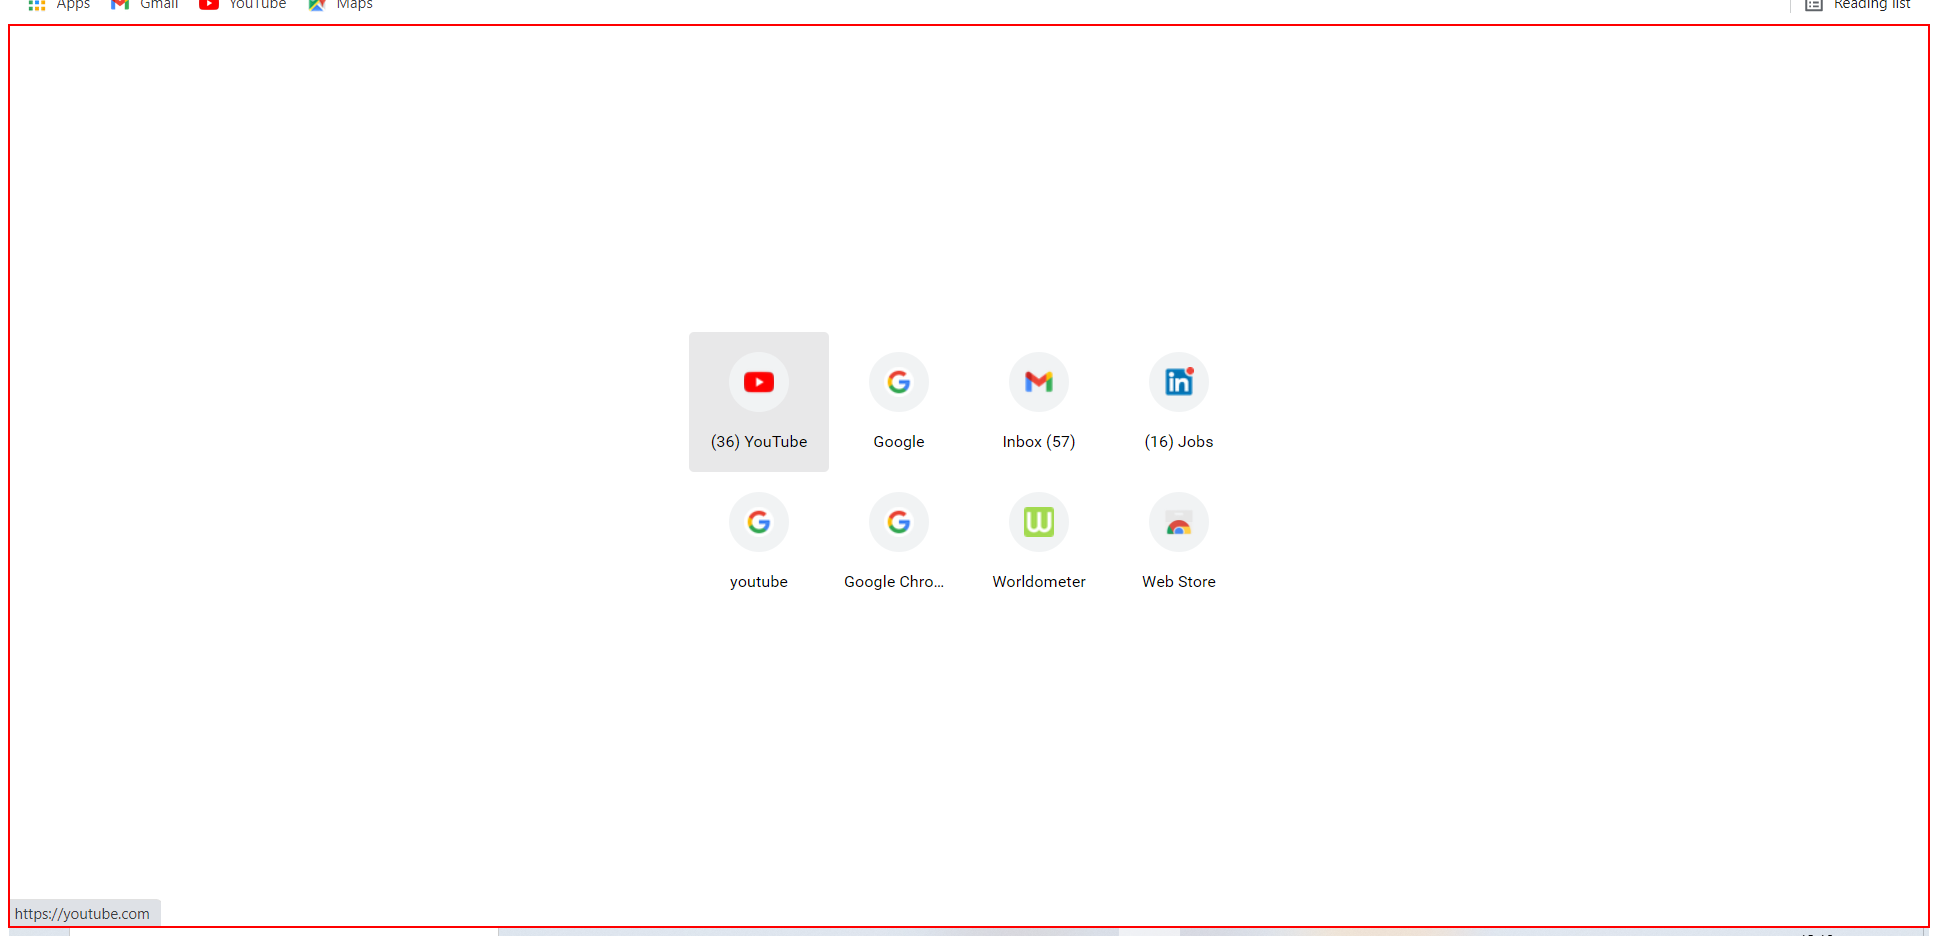 Apps Gmail YouTube Maps Reading list
(36) YouTube Google Inbox (57) (16) Jobs
youtube Google Chro... Worldometer Web Store
https://youtube.com